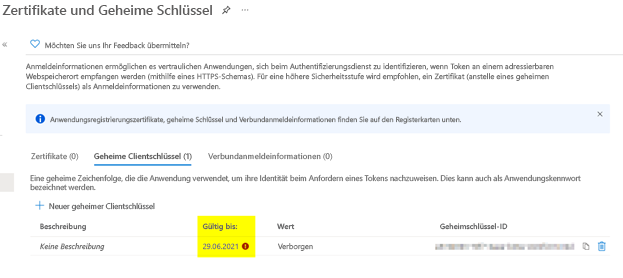 Zertifikate und Geheime Schlüssel
Möchten Sie uns Ihr Feedback übermitteln?
Anmeldeinformationen ermöglichen es vertraulichen Anwendungen, sich beim Authentifizierungsdienst zu identifizieren, wenn Token an einem adressierbaren
Webspeicherort empfangen werden (mithilfe eines HTTPS-Schemas). Für eine höhere Sicherheitsstufe wird empfohlen, ein Zertifikat (anstelle eines geheimen
Clientschlüssels) als Anmeldeinformationen zu verwenden.
Anwendungsregistrierungszertifikate, geheime Schlüssel und Verbundanmeldeinformationen finden Sie auf den Registerkarten unten.
Zertifikate (0) Geheime Clientschlüssel (1) Verbundanmeldeinformationen (0)
Eine geheime Zeichenfolge, die die Anwendung verwendet, um ihre Identität beim Anfordern eines Tokens nachzuweisen. Dies kann auch als Anwendungskennwort
bezeichnet werden.
Neuer geheimer Clientschlüssel
Beschreibung Gültig bis: Wert Geheimschlüssel-ID
Keine Beschreibung 29.06.2021 Verborgen